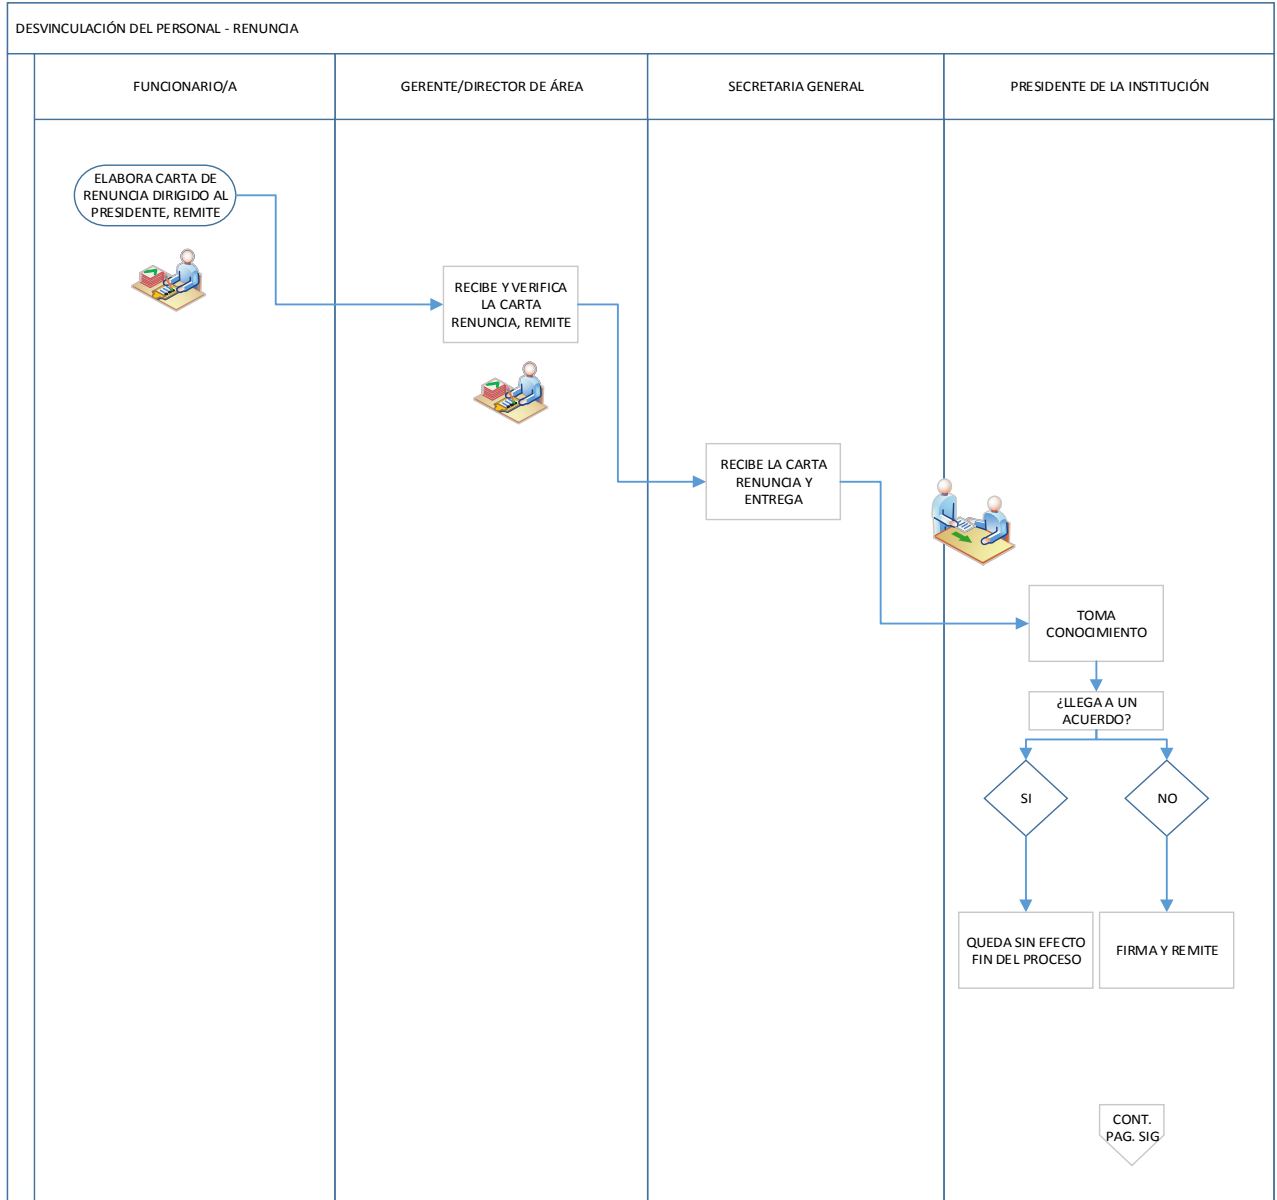 DESVINCULACIÓN DEL PERSONAL - RENUNCIA
FUNCIONARIO/A
GERENTE/DIRECTOR DE ÁREA
SECRETARIA GENERAL
PRESIDENTE DE LA INSTITUCIÓN
ELABORA CARTA DE
RENUNCIA DIRIGIDO AL
PRESIDENTE, REMITE
RECIBE Y VERIFICA
LA CARTA
RENUNCIA, REMITE
RECIBE LA CARTA
RENUNCIA Y
ENTREGA
TOMA
CONOCIMIENTO
¿LLEGA A UN
ACUERDO?
SI
NO
QUEDA SIN EFECTO
FIN DEL PROCESO
FIRMA Y REMITE
CONT.
PAG. SIG